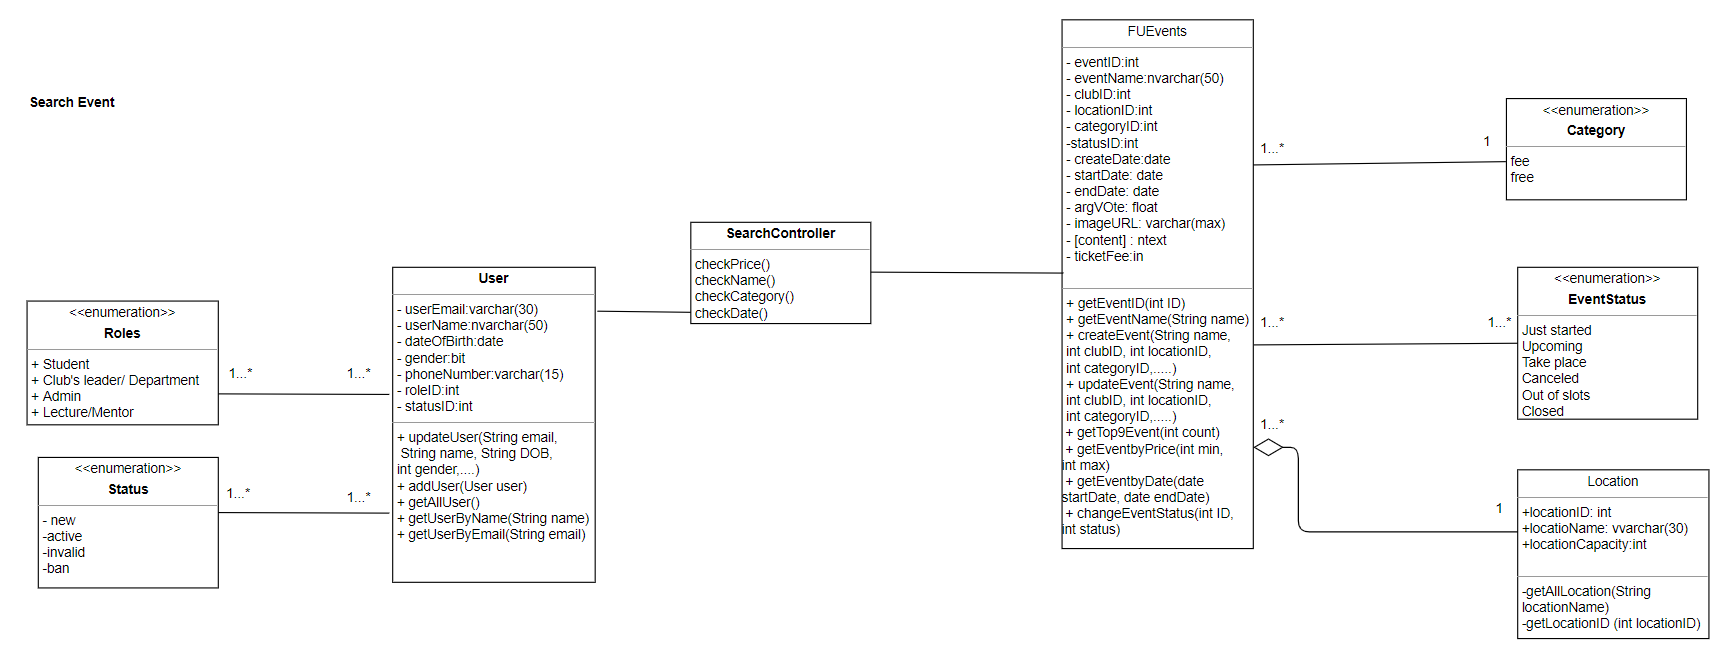 Search Event
<<enumeration>>
Roles
+ Student
+ Club's leader/ Department
+ Admin
+ Lecture/Mentor
1...*
1...*
<<enumeration>>
Status
- new
-active
-invalid
-ban
1...*
1...*
User
- userEmail:varchar(30)
- userName:nvarchar(50)
- dateOfBirth:date
- gender:bit
- phoneNumber:varchar(15)
- roleID:int
- statusID:int
+ updateUser(String email,
String name, String DOB,
int gender,....)
+ addUser(User user)
+ getAllUser()
+ getUserByName(String name)
+ getUserByEmail(String email)
SearchController
checkPrice()
checkName()
checkCategory()
checkDate()
FUEvents
- eventID:int
- eventName:nvarchar(50)
- clubID:int
- locationID:int
- categoryID:int
-statusID:int
- createDate:date
- startDate: date
- endDate: date
- argVOte: float
- imageURL: varchar(max)
- [content] : ntext
- ticketFee:in
+ getEventID(int ID)
+ getEventName(String name)
+ createEvent(String name,
int clubID, int locationID,
int categoryID,.....)
+ updateEvent(String name,
int clubID, int locationID,
int categoryID,.....)
+ getTop9Event(int count)
+ getEventbyPrice(int min,
int max)
+ getEventbyDate(date
startDate, date endDate)
+ changeEventStatus(int ID,
int status)
1...*
1
<<enumeration>>
Category
fee
free
1...*
1...*
<<enumeration>>
EventStatus
Just started
Upcoming
Take place
Canceled
Out of slots
Closed
1...*
1
Location
+locationID: int
+locatioName: vvarchar(30)
+locationCapacity:int
-getAllLocation(String
locationName)
-getLocationID (int locationID)